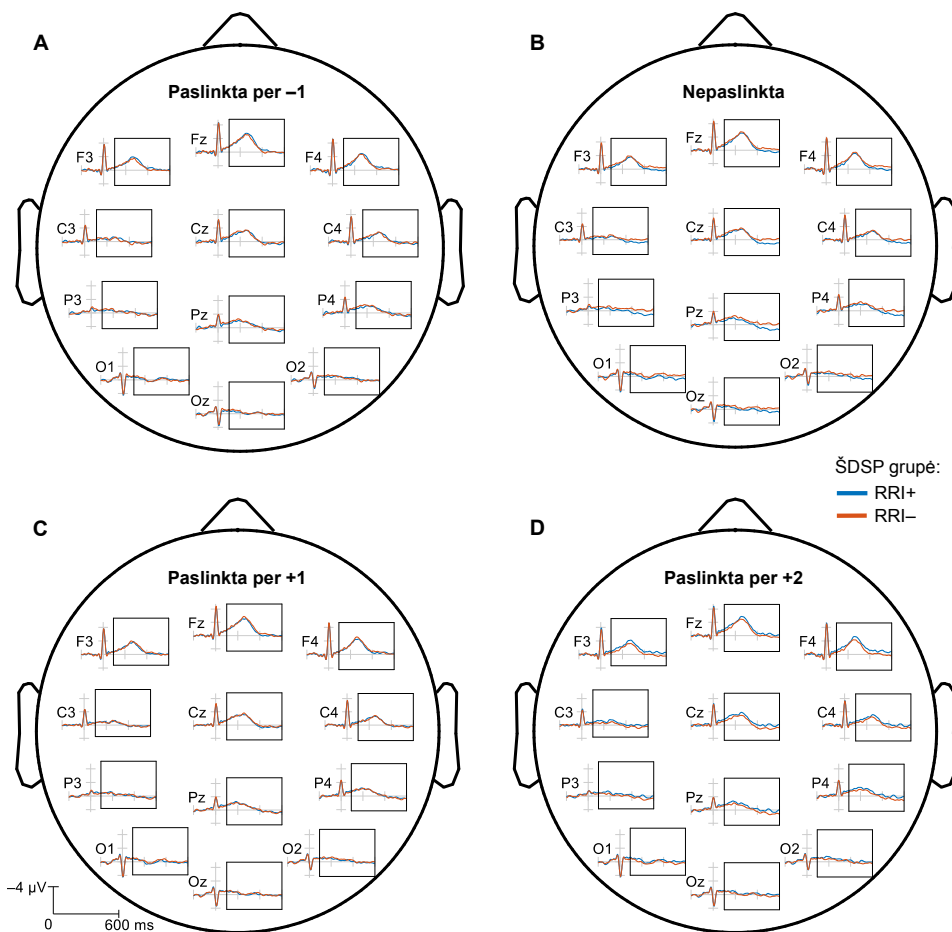 A
Paslinkta per –1
Fz
F3
F4
C3
Cz
C4
P3
Pz
P4
O1
O2
Oz
B
Nepaslinkta
Fz
F3
F4
C3
Cz
C4
P3
Pz
P4
O1
O2
Oz
ŠDSP grupė:
RRI+
RRI–
C
Paslinkta per +1
Fz
F3
F4
C3
Cz
C4
P3
Pz
P4
O1
O2
Oz
–4 µV
0 600 ms
D
Paslinkta per +2
Fz
F3
F4
C3
Cz
C4
P3
Pz
P4
O1
O2
Oz